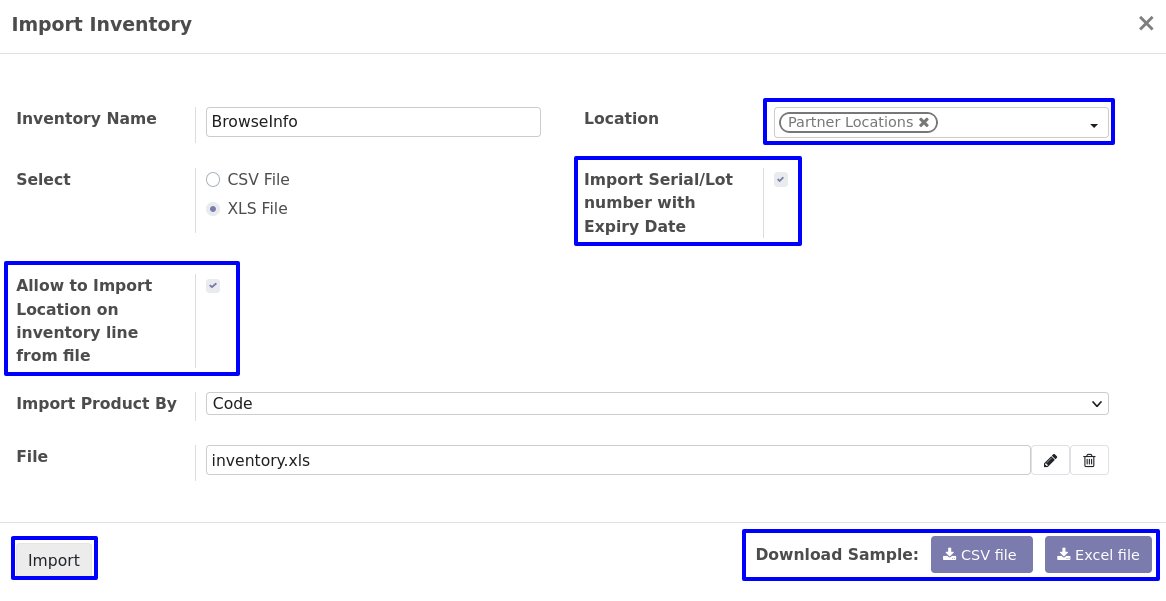 Import Inventory
Inventory Name
BrowseInfo
Location
Partner Locations
Select
CSV File
XLS File
Import Serial/Lot
number with
Expiry Date
Allow to Import
Location on
inventory line
from file
Import Product By
Code
File
inventory.xls
Import
Download Sample:
CSV file
Excel file